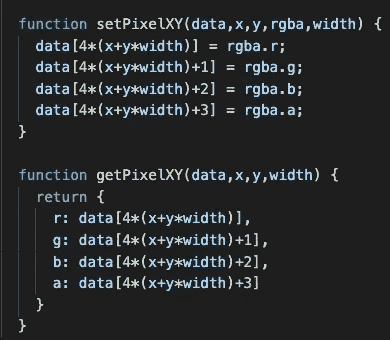 function setPixelXY(data,x,y,rgba,width) {
  data[4*(x+y*width)] = rgba.r;
  data[4*(x+y*width)+1] = rgba.g;
  data[4*(x+y*width)+2] = rgba.b;
  data[4*(x+y*width)+3] = rgba.a;
}

function getPixelXY(data,x,y,width) {
  return {
    r: data[4*(x+y*width)],
    g: data[4*(x+y*width)+1],
    b: data[4*(x+y*width)+2],
    a: data[4*(x+y*width)+3]
  }
}